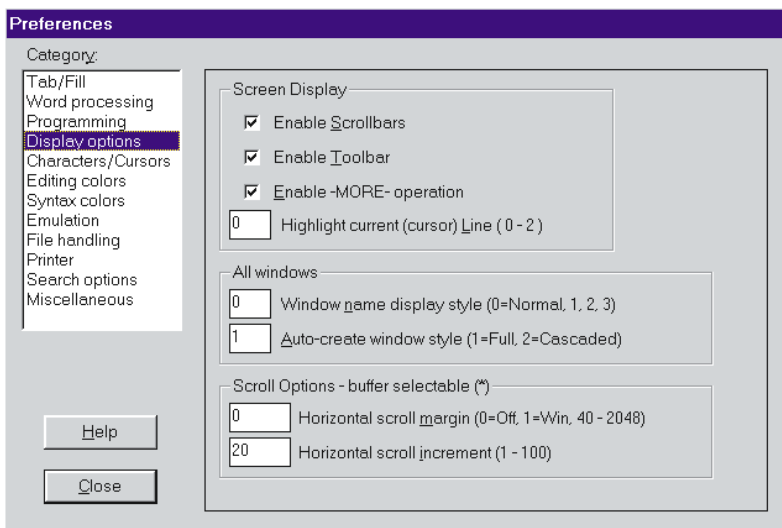 Preferences
Category:
Tab/Fill
Word processing
Programming
Display options
Characters/Cursors
Editing colors
Syntax colors
Emulation
File handling
Printer
Search options
Miscellaneous
Help
Close
Screen Display
Enable Scrollbars
Enable Toolbar
Enable -MORE- operation
0 Highlight current (cursor) Line ( 0 - 2 )
All windows
0 Window name display style (0=Normal, 1, 2, 3)
1 Auto-create window style (1=Full, 2=Cascaded)
Scroll Options - buffer selectable (*)
0 Horizontal scroll margin (0=Off, 1=Win, 40 - 2048)
20 Horizontal scroll increment (1 - 100)